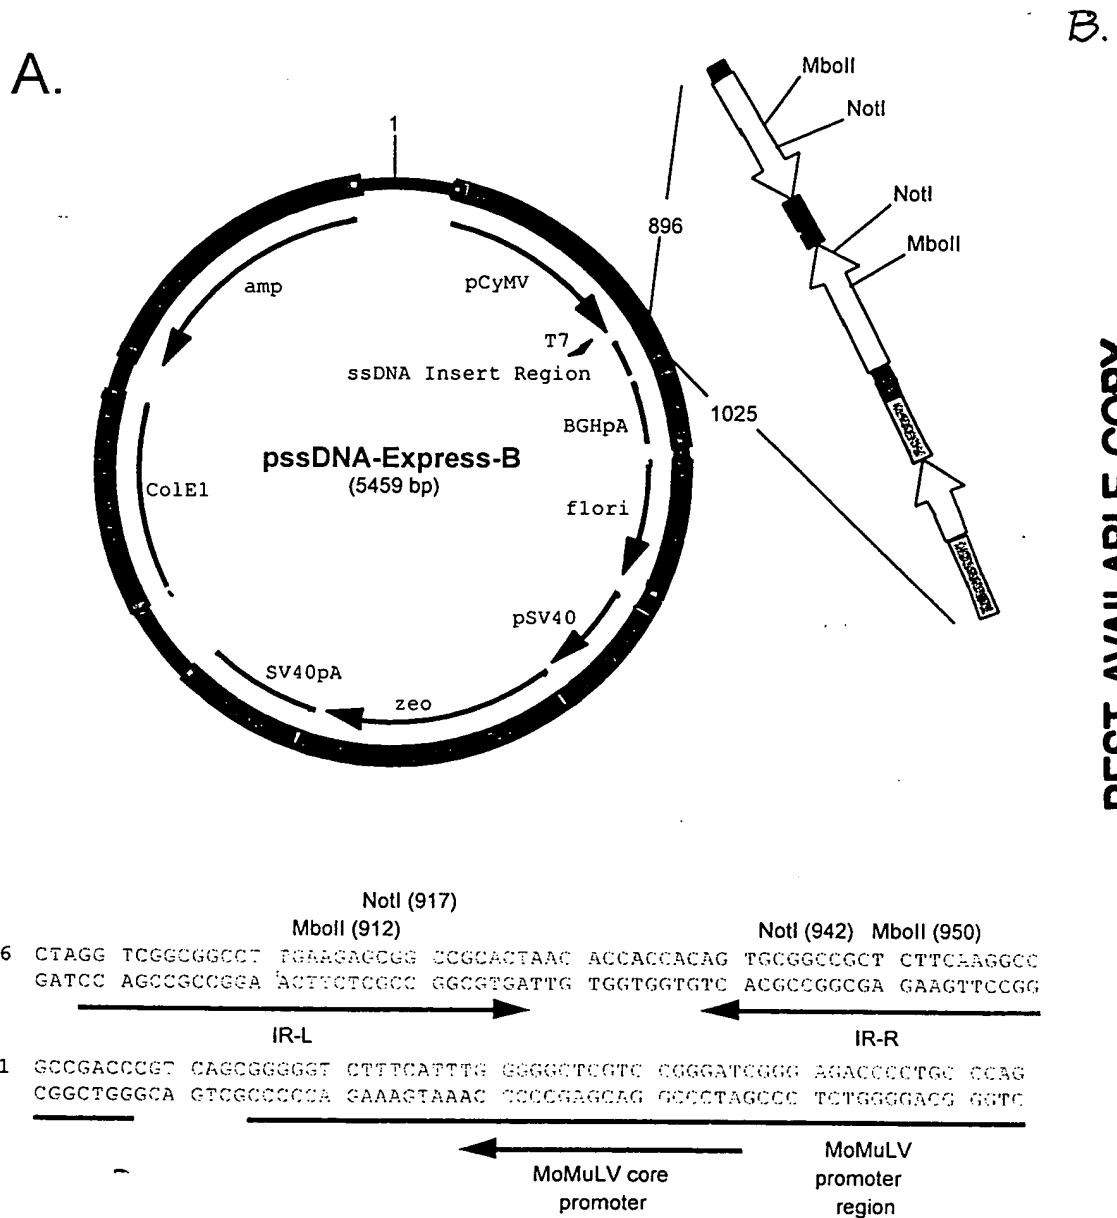 B.
A.
MboII
NotI
1
NotI
896
MboII
amp
pCyMV
T7
ssDNA Insert Region
1025
BGHpA
pssDNA-Express-B
(5459 bp)
ColE1
f1ori
pSV40
SV40pA
zeo
BEST AVAILABLE COPY
NotI (917)
MboII (912)
NotI (942) MboII (950)
6 CTAGG TCGGCGGCCT TGAAGAGCGG CCGCACTAAC ACCACCACAG TGCGGCCGCT CTTCAAGGCC
GATCC AGCCGCCGGA ACTTCTCGCC GGCGTGATTG TGGTGGTGTC ACGCCGGCGA GAAGTTCCGG
IR-L
IR-R
1 GCCGACCCGT CAGCGGGGGT CTTTCATTTG GGGGCTCGTC CGGGATCGGG AGACCCCTGC CCAG
CGGCTGGGCA GTCGCCCCCA GAAAGTAAAC CCCCGAGCAG GCCCTAGCCC TCTGGGGACG GGTC
MoMuLV core
promoter
MoMuLV
promoter
region